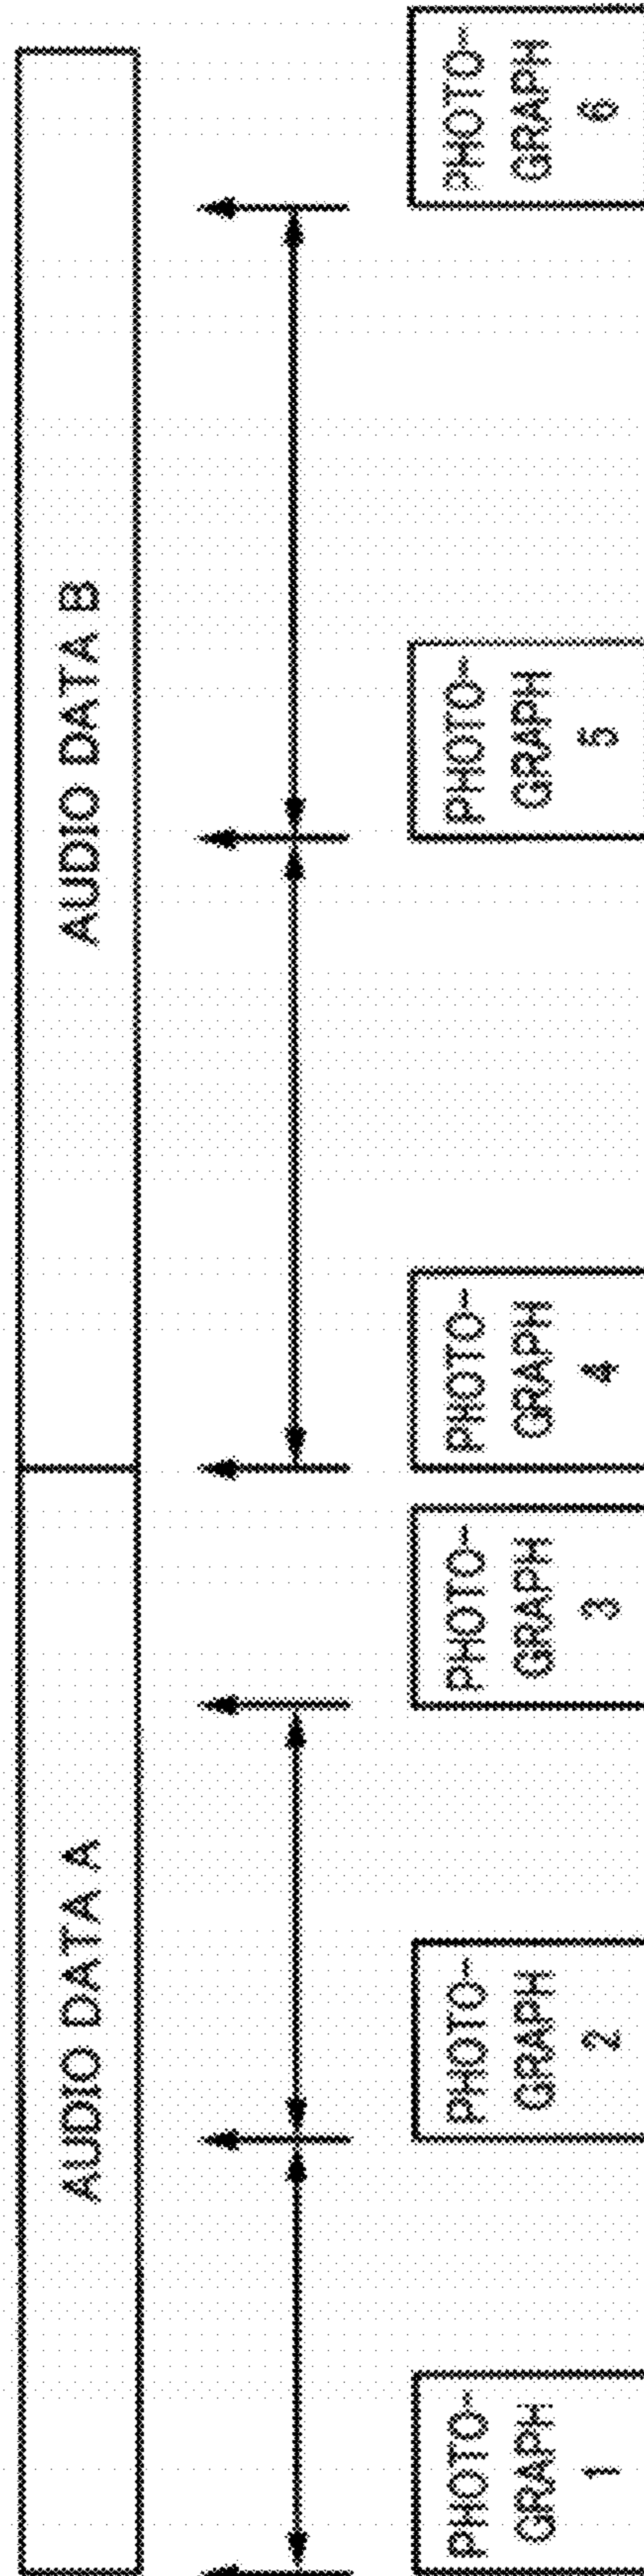 AUDIO DATA A
AUDIO DATA B
PHOTO-
GRAPH
1
PHOTO-
GRAPH
2
PHOTO-
GRAPH
3
PHOTO-
GRAPH
4
PHOTO-
GRAPH
5
PHOTO-
GRAPH
6